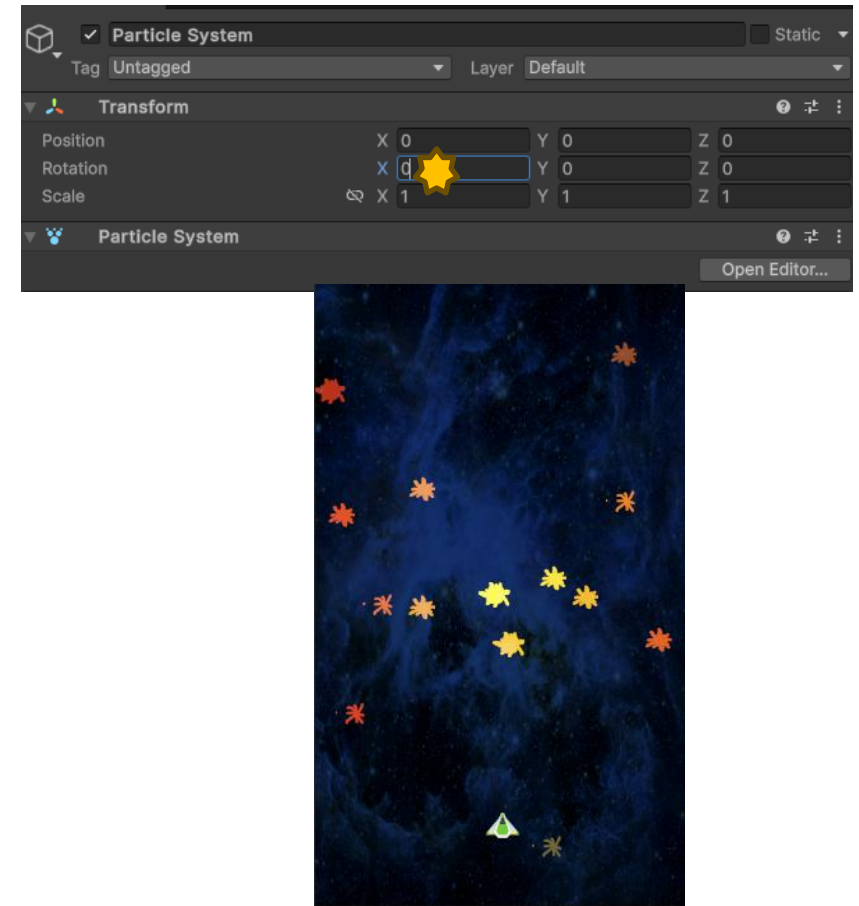 Particle System Static
Tag Untagged Layer Default
Transform
Position X 0 Y 0 Z 0
Rotation X 0 Y 0 Z 0
Scale X 1 Y 1 Z 1
Particle System
Open Editor...